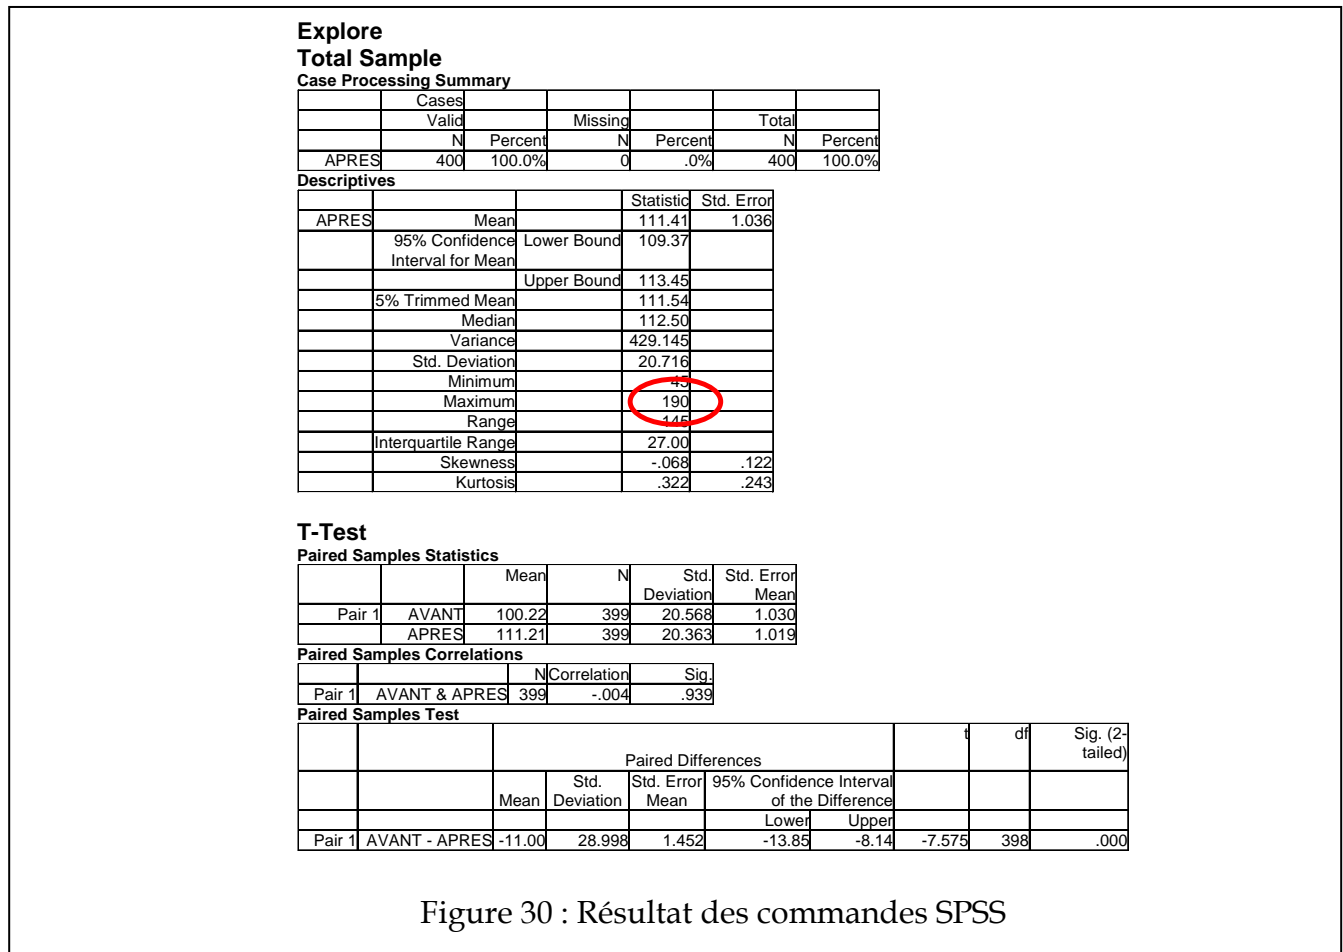 Explore
Total Sample
Case Processing Summary
Cases
Valid Missing Total
N Percent N Percent N Percent
APRES 400 100.0% 0 .0% 400 100.0%
Descriptives
Statistic Std. Error
APRES Mean 111.41 1.036
95% Confidence Lower Bound 109.37
Interval for Mean
Upper Bound 113.45
5% Trimmed Mean 111.54
Median 112.50
Variance 429.145
Std. Deviation 20.716
Minimum 45
Maximum 190
Range 145
Interquartile Range 27.00
Skewness -.068 .122
Kurtosis .322 .243
T-Test
Paired Samples Statistics
Mean N Std. Std. Error
Deviation Mean
Pair 1 AVANT 100.22 399 20.568 1.030
APRES 111.21 399 20.363 1.019
Paired Samples Correlations
N Correlation Sig.
Pair 1 AVANT & APRES 399 -.004 .939
Paired Samples Test
t df Sig. (2-
tailed)
Paired Differences
Std. Std. Error 95% Confidence Interval
Mean Deviation Mean of the Difference
Lower Upper
Pair 1 AVANT - APRES -11.00 28.998 1.452 -13.85 -8.14 -7.575 398 .000
Figure 30 : Résultat des commandes SPSS